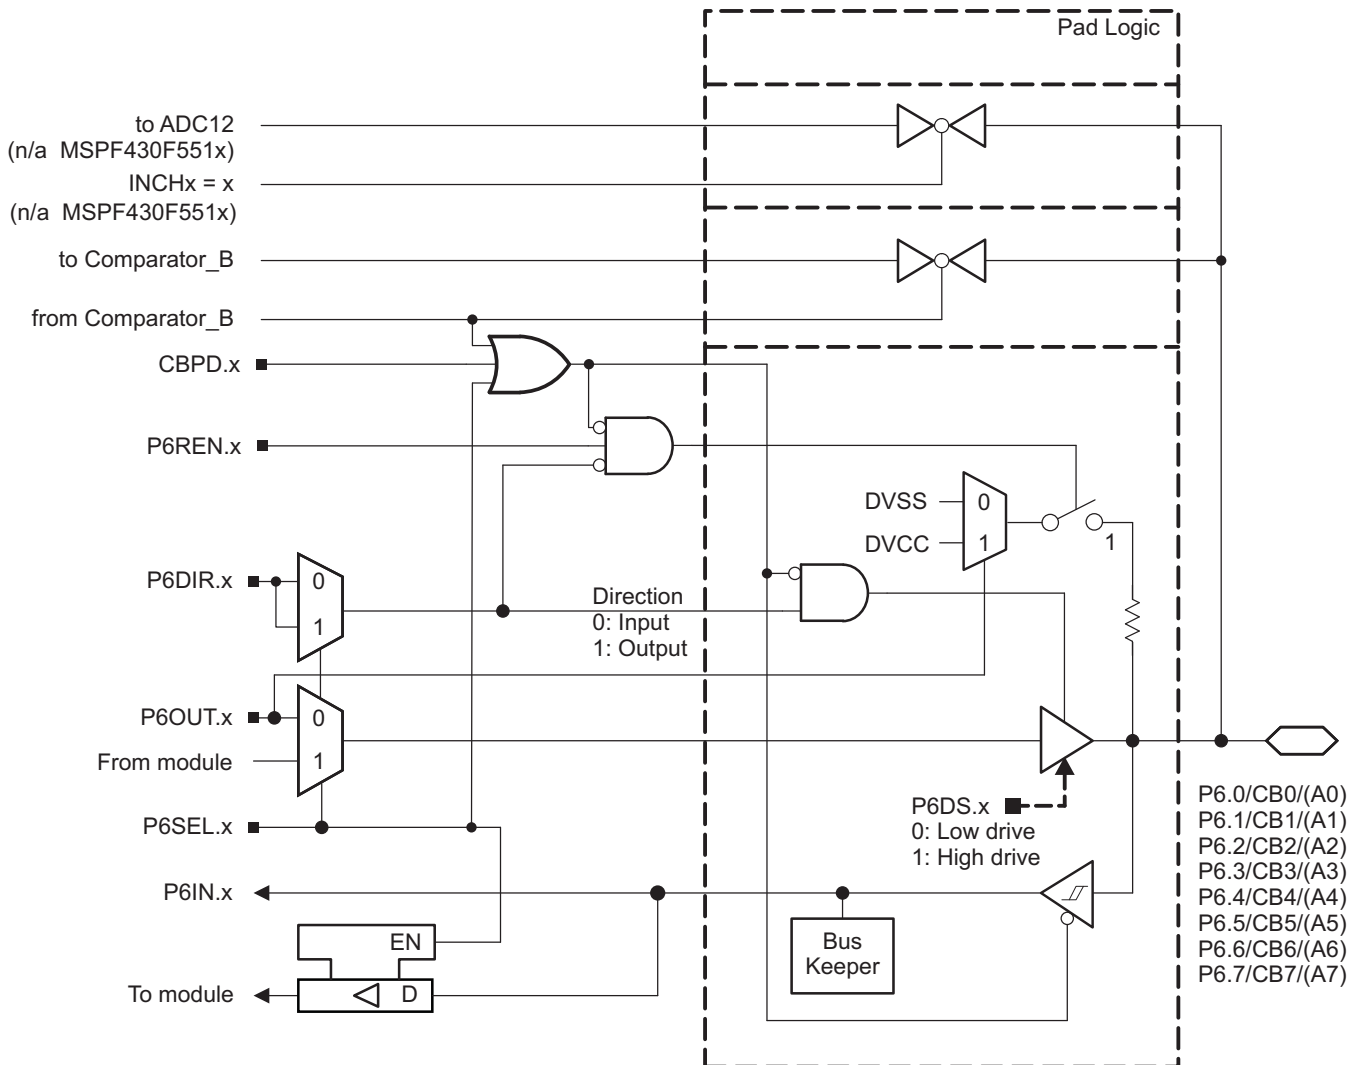 Pad Logic
to ADC12
(n/a MSPF430F551x)
INCHx = x
(n/a MSPF430F551x)
to Comparator_B
from Comparator_B
CBPD.x
P6REN.x
DVSS
0
DVCC
1
1
P6DIR.x
0
1
Direction
0: Input
1: Output
P6OUT.x
0
From module
1
P6SEL.x
P6DS.x
0: Low drive
1: High drive
P6.0/CB0/(A0)
P6.1/CB1/(A1)
P6.2/CB2/(A2)
P6.3/CB3/(A3)
P6.4/CB4/(A4)
P6.5/CB5/(A5)
P6.6/CB6/(A6)
P6.7/CB7/(A7)
P6IN.x
EN
Bus
Keeper
To module
D